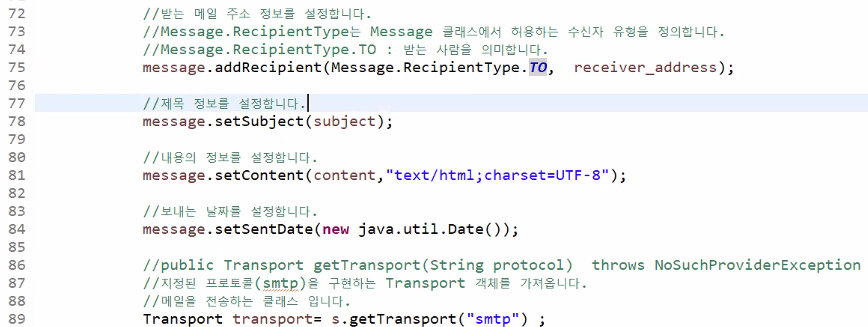 72 //받는 메일 주소 정보를 설정합니다.
73 //Message.RecipientType는 Message 클래스에서 허용하는 수신자 유형을 정의합니다.
74 //Message.RecipientType.TO : 받는 사람을 의미합니다.
75 message.addRecipient(Message.RecipientType.TO,  receiver_address);
76
77 //제목 정보를 설정합니다.
78 message.setSubject(subject);
79
80 //내용의 정보를 설정합니다.
81 message.setContent(content,"text/html;charset=UTF-8");
82
83 //보내는 날짜를 설정합니다.
84 message.setSentDate(new java.util.Date());
85
86 //public Transport getTransport(String protocol)  throws NoSuchProviderException
87 //지정된 프로토콜(smtp)을 구현하는 Transport 객체를 가져옵니다.
88 //메일을 전송하는 클래스 입니다.
89 Transport transport= s.getTransport("smtp") ;